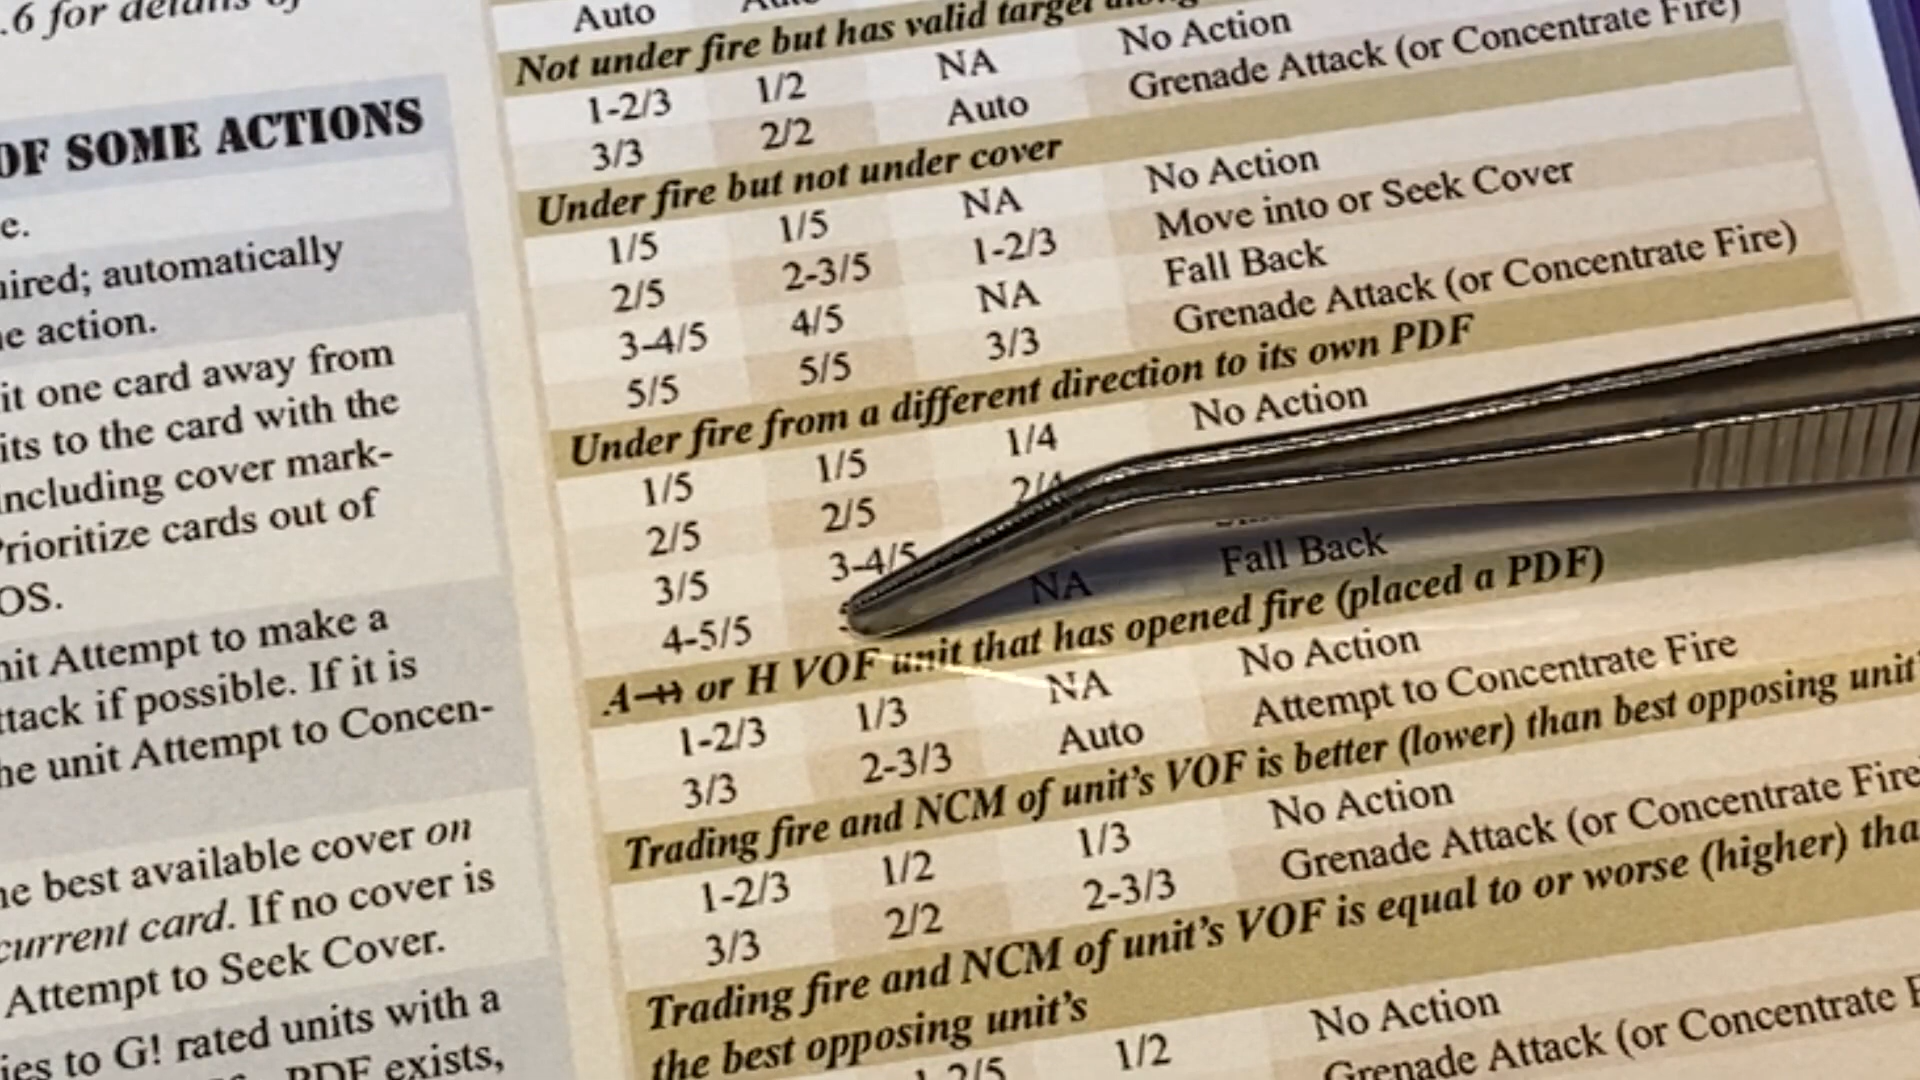 .6 for details of
OF SOME ACTIONS
e.
ired; automatically
e action.
it one card away from
its to the card with the
including cover mark-
Prioritize cards out of
OS.
nit Attempt to make a
ttack if possible. If it is
he unit Attempt to Concen-
he best available cover on
current card. If no cover is
Attempt to Seek Cover.
ies to G! rated units with a
PDF exists,
Auto
Not under fire but has valid target
1-2/3 1/2 NA No Action
3/3 2/2 Auto Grenade Attack (or Concentrate Fire)
Under fire but not under cover
1/5 1/5 NA No Action
2/5 2-3/5 1-2/3 Move into or Seek Cover
3-4/5 4/5 NA Fall Back
5/5 5/5 3/3 Grenade Attack (or Concentrate Fire)
Under fire from a different direction to its own PDF
1/5 1/5 1/4 No Action
2/5 2/5
3/5 3-4/5
4-5/5 NA Fall Back
A or H VOF unit that has opened fire (placed a PDF)
1-2/3 1/3 NA No Action
3/3 2-3/3 Auto Attempt to Concentrate Fire
Trading fire and NCM of unit's VOF is better (lower) than best opposing unit'
1-2/3 1/2 1/3 No Action
3/3 2/2 2-3/3 Grenade Attack (or Concentrate Fire
Trading fire and NCM of unit's VOF is equal to or worse (higher) tha
the best opposing unit's
1/2 No Action
Grenade Attack (or Concentrate F